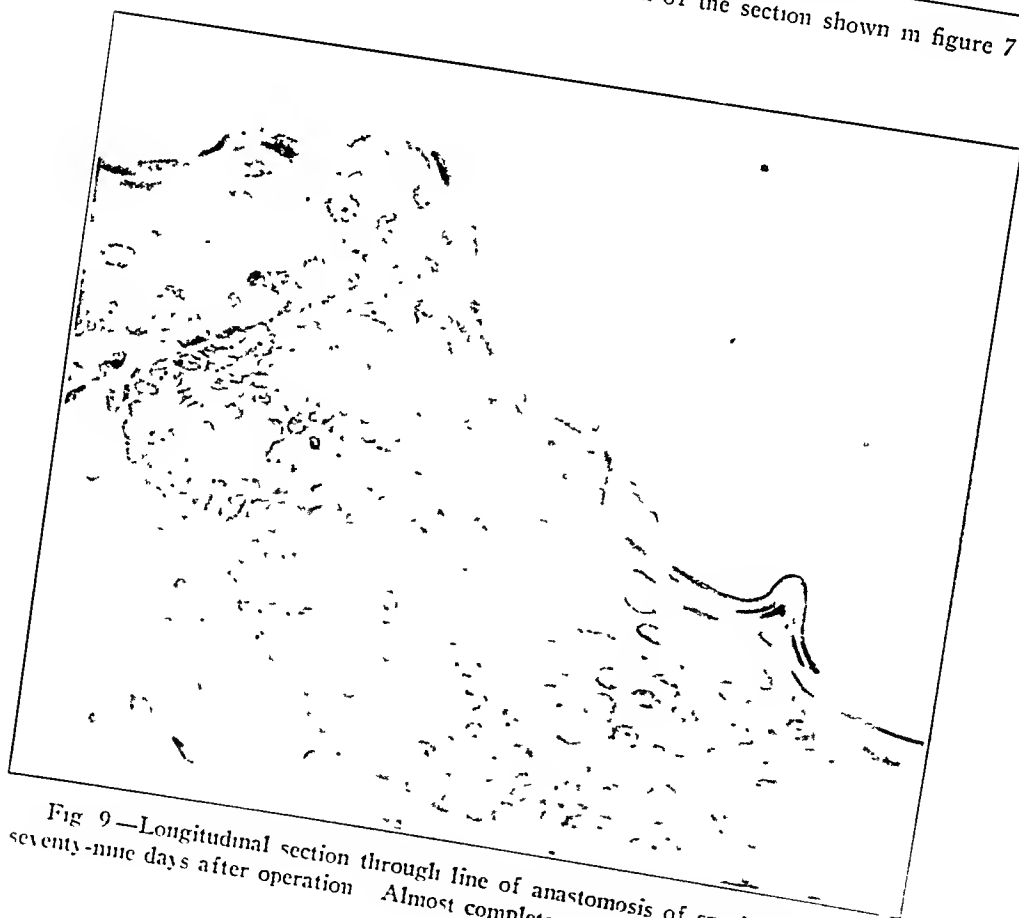 of the section shown in figure 7
Fig 9—Longitudinal section through line of anastomosis of
seventy-nine days after operation Almost